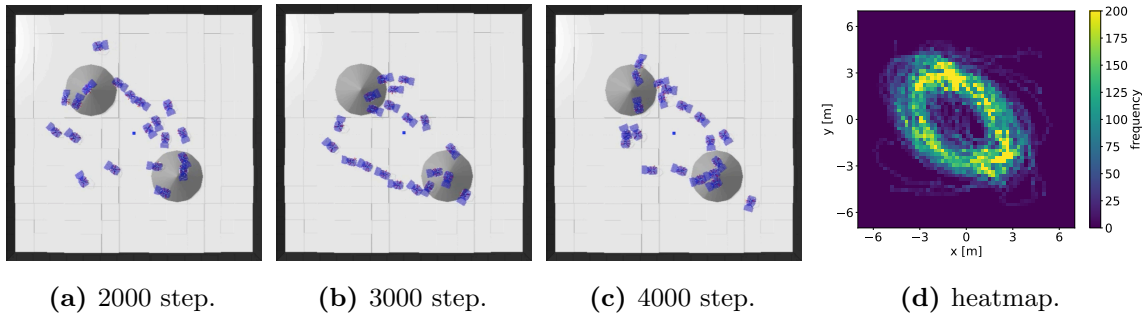 6
3
0
−3
−6
y [m]
−6 −3 0 3 6
x [m]
200
175
150
125
100
75
50
25
0
frequency
(a) 2000 step.
(b) 3000 step.
(c) 4000 step.
(d) heatmap.